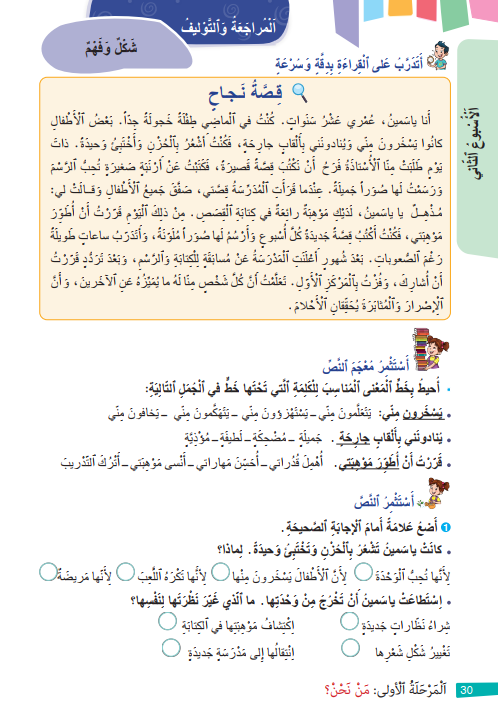 اَلْمُراجَعَةُ وَالتَّوْليفُ
شَكْلٌ وَفَهْمٌ
اَلْأُسْبوعُ الثّاني
أَتَدَرَّبُ عَلى الْقِراءَةِ بِدِقَّةٍ وَسُرْعَةٍ
قِصَّةُ نَجاحٍ
أَنا ياسَمينُ، عُمْري عَشْرُ سَنَواتٍ. كُنْتُ في الْماضي طِفْلَةً خَجولَةً جِدّاً. بَعْضُ الْأَطْفالِ
كانُوا يَسْخَرونَ مِنّي وَيُنادونَني بِأَلْقابٍ جارِحَةٍ، فَكُنْتُ أَشْعُرُ بِالْحُزْنِ وَأَخْتَبِئُ وَحيدَةً. ذاتَ
يَوْمٍ طَلَبَتْ مِنَّا الْأُسْتاذَةُ فَرَحُ أَنْ نَكْتُبَ قِصَّةً قَصيرَةً، فَكَتَبْتُ عَنْ أَرْنَبَةٍ صَغيرَةٍ تُحِبُّ الرَّسْمَ
وَرَسَمْتُ لَها صُوَراً جَميلَةً. عِنْدَما قَرَأَتِ الْمُدَرِّسَةُ قِصَّتي، صَفَّقَ جَميعُ الْأَطْفالِ وَقالَتْ لي:
مُذْهِلٌ يا ياسَمينُ، لَدَيْكِ مَوْهِبَةٌ رائِعَةٌ في كِتابَةِ الْقِصَصِ. مِنْ ذَلِكَ الْيَوْمِ قَرَّرْتُ أَنْ أُطَوِّرَ
مَوْهِبَتي، فَكُنْتُ أَكْتُبُ قِصَّةً جَديدَةً كُلَّ أُسْبوعٍ وَأَرْسُمُ لَها صُوَراً مُلَوَّنَةً، وَأَتَدَرَّبُ ساعاتٍ طَويلَةً
رَغْمَ الصُّعوباتِ. بَعْدَ شُهورٍ أَعْلَنَتِ الْمَدْرَسَةُ عَنْ مُسابَقَةٍ لِلْكِتابَةِ وَالرَّسْمِ، وَبَعْدَ تَرَدُّدٍ قَرَّرْتُ
أَنْ أُشارِكَ، وَفُزْتُ بِالْمَرْكَزِ الْأَوَّلِ. تَعَلَّمْتُ أَنَّ كُلَّ شَخْصٍ مِنّا لَهُ ما يُمَيِّزُهُ عَنِ الْآخَرينَ، وَأَنَّ
الْإِصْرارَ وَالْمُثابَرَةَ يُحَقِّقانِ الْأَحْلامَ.
أَسْتَثْمِرُ مُعْجَمَ النَّصِّ
• أُحيطُ بِخَطٍّ الْمَعْنى الْمُناسِبَ لِلْكَلِمَةِ الَّتي تَحْتَها خَطٌّ في الْجُمَلِ التّالِيَةِ:
• يَسْخَرونَ مِنّي: يَتَعَلَّمونَ مِنّي – يَسْتَهْزِؤونَ مِنّي – يَتَهَكَّمونَ مِنّي – يَخافونَ مِنّي
• يُنادونَني بِأَلْقابٍ جارِحَةٍ. جَميلَةٍ – مُضْحِكَةٍ – لَطيفَةٍ – مُؤْذِيَةٍ
• قَرَّرْتُ أَنْ أُطَوِّرَ مَوْهِبَتي. أُهْمِلَ قُدُراتي – أُحَسِّنَ مَهاراتي – أَنْسى مَوْهِبَتي – أَتْرُكَ التَّدْريبَ
أَسْتَثْمِرُ النَّصَّ
1 أَضَعُ عَلامَةً أَمامَ الْإِجابَةِ الصَّحيحَةِ.
• كانَتْ ياسَمينُ تَشْعُرُ بِالْحُزْنِ وَتَخْتَبِئُ وَحيدَةً. لِماذا؟
لِأَنَّها تُحِبُّ الْوَحْدَةَ لِأَنَّ الْأَطْفالَ يَسْخَرونَ مِنْها لِأَنَّها تَكْرَهُ اللَّعِبَ لِأَنَّها مَريضَةٌ
• اِسْتَطاعَتْ ياسَمينُ أَنْ تَخْرُجَ مِنْ وَحْدَتِها. ما الَّذي غَيَّرَ نَظْرَتَها لِنَفْسِها؟
شِراءُ نَظّاراتٍ جَديدَةٍ اِكْتِشافُ مَوْهِبَتِها في الْكِتابَةِ
تَغْييرُ شَكْلِ شَعْرِها اِنْتِقالُها إِلى مَدْرَسَةٍ جَديدَةٍ
30 اَلْمَرْحَلَةُ الْأولى: مَنْ نَحْنُ؟